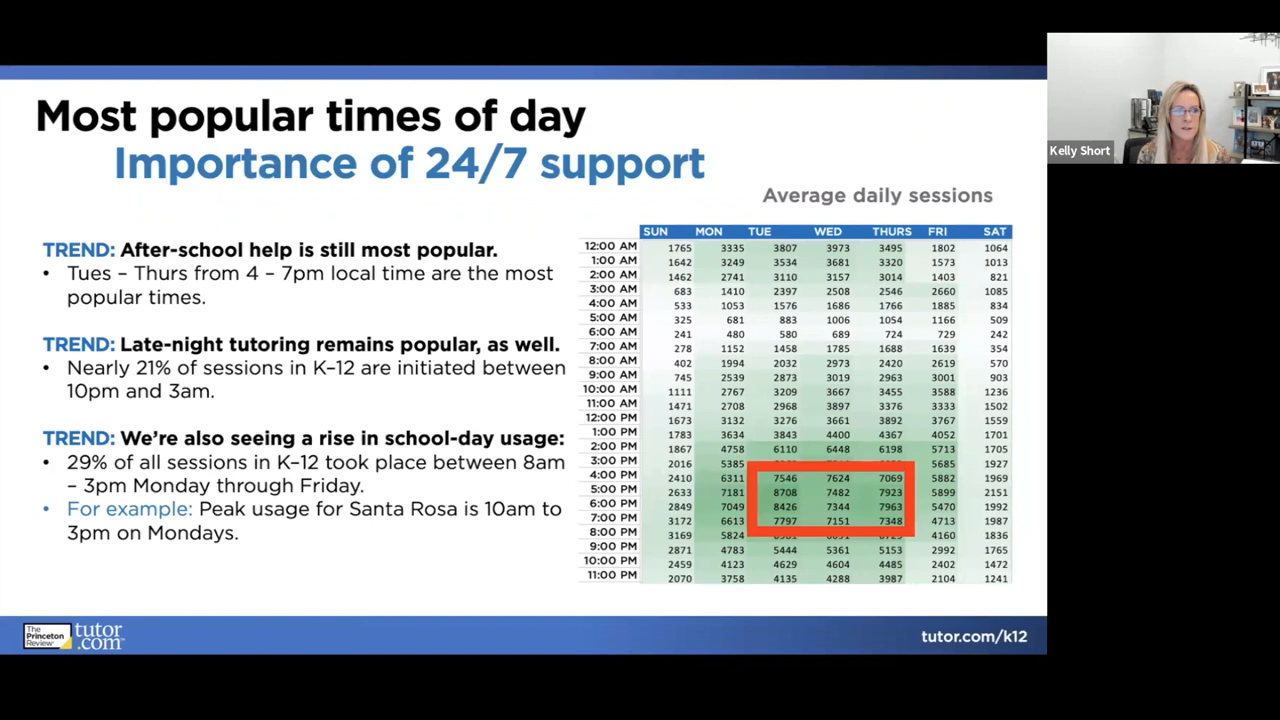 Most popular times of day
Importance of 24/7 support
Average daily sessions
TREND: After-school help is still most popular.
• Tues – Thurs from 4 – 7pm local time are the most
popular times.
TREND: Late-night tutoring remains popular, as well.
• Nearly 21% of sessions in K–12 are initiated between
10pm and 3am.
TREND: We're also seeing a rise in school-day usage:
• 29% of all sessions in K–12 took place between 8am
– 3pm Monday through Friday.
• For example: Peak usage for Santa Rosa is 10am to
3pm on Mondays.
SUN MON TUE WED THURS FRI SAT
12:00 AM 1765 3335 3807 3973 3495 1802 1064
1:00 AM 1642 3249 3534 3681 3320 1573 1013
2:00 AM 1462 2741 3110 3157 3014 1403 821
3:00 AM 683 1410 2397 2508 2546 2660 1085
4:00 AM 533 1053 1576 1686 1766 1885 834
5:00 AM 325 681 883 1006 1054 1166 509
6:00 AM 241 480 580 689 724 729 242
7:00 AM 278 1152 1458 1785 1688 1639 354
8:00 AM 402 1994 2032 2973 2420 2619 570
9:00 AM 745 2539 2873 3019 2963 3001 903
10:00 AM 1111 2767 3209 3667 3455 3588 1236
11:00 AM 1471 2708 2968 3897 3376 3333 1502
12:00 PM 1673 3132 3276 3661 3892 3767 1559
1:00 PM 1783 3634 3843 4400 4367 4052 1701
2:00 PM 1867 4758 6110 6448 6198 5713 1705
3:00 PM 2016 5385 5685 1927
4:00 PM 2410 6311 7546 7624 7069 5882 1969
5:00 PM 2633 7181 8708 7482 7923 5899 2151
6:00 PM 2849 7049 8426 7344 7963 5470 1992
7:00 PM 3172 6613 7797 7151 7348 4713 1987
8:00 PM 3169 5824 4160 1836
9:00 PM 2871 4783 5444 5361 5153 2992 1765
10:00 PM 2459 4123 4629 4604 4485 2402 1472
11:00 PM 2070 3758 4135 4288 3987 2104 1241
The
Princeton
Review
tutor
.com
tutor.com/k12
Kelly Short